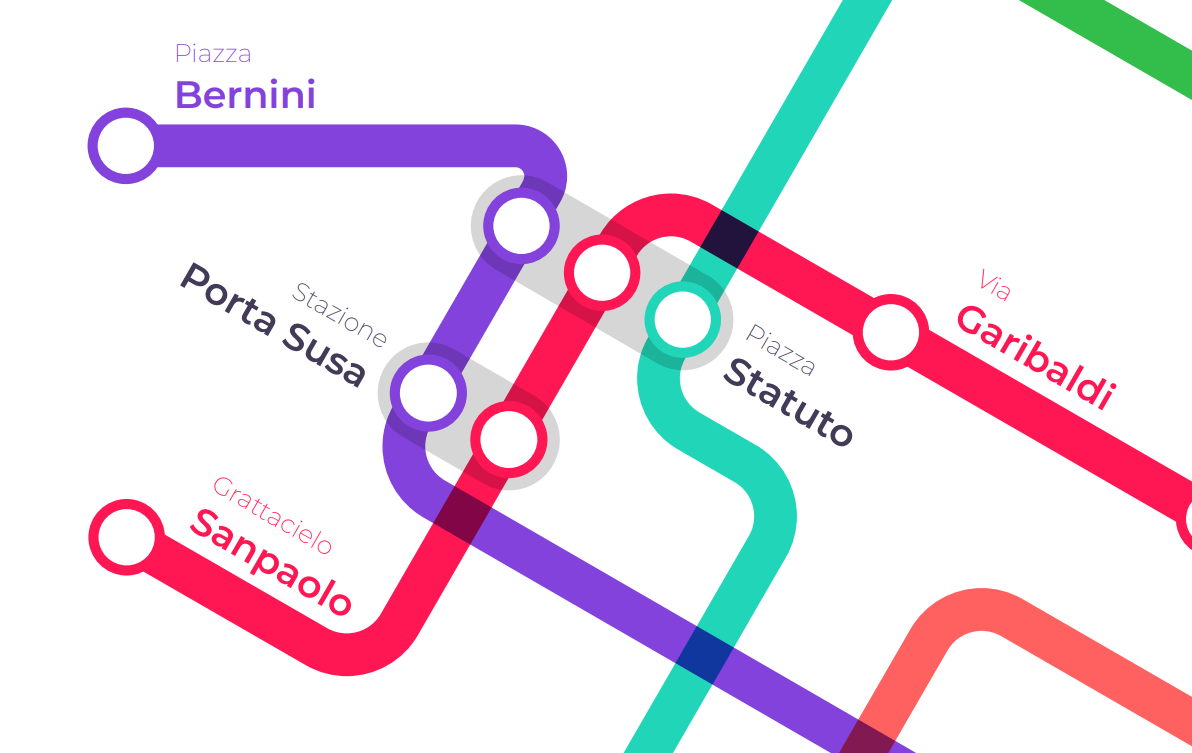 Piazza
Bernini
Stazione
Porta Susa
Piazza
Statuto
Via
Garibaldi
Grattacielo
Sanpaolo